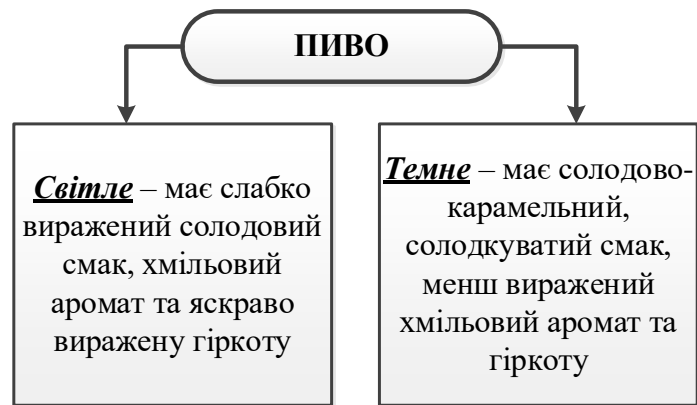 ПИВО
Світле – має слабко
виражений солодовий
смак, хмільовий
аромат та яскраво
виражену гіркоту
Темне – має солодово-
карамельний,
солодкуватий смак,
менш виражений
хмільовий аромат та
гіркоту